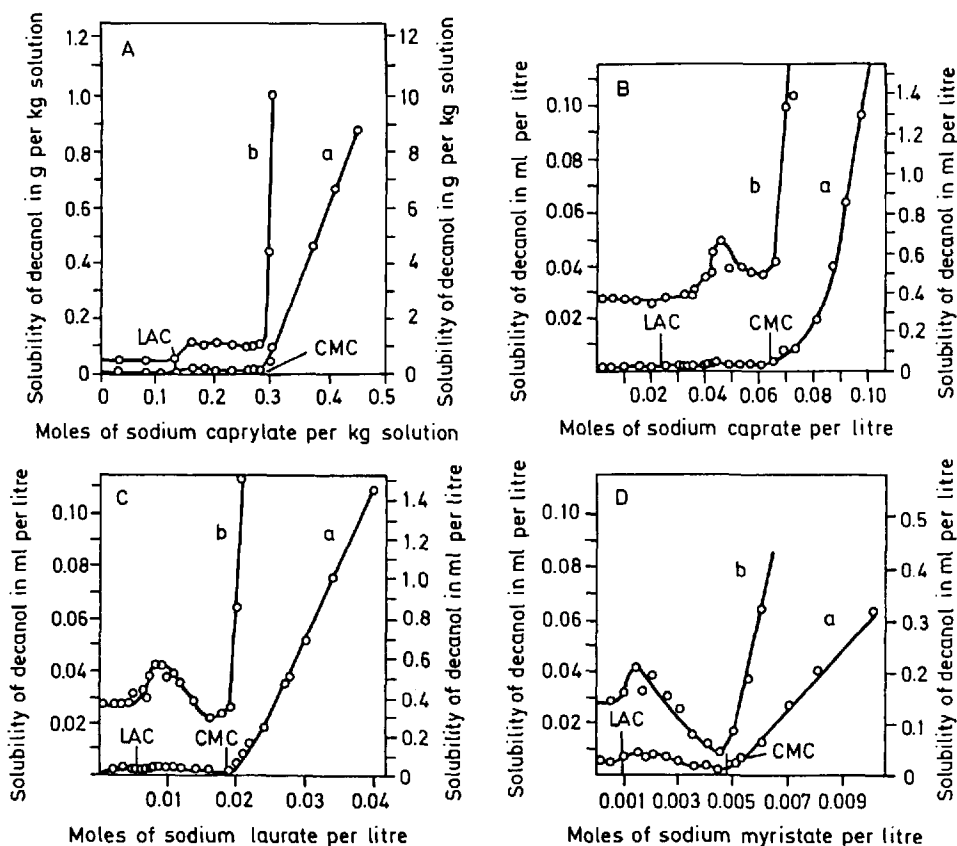 A
Solubility of decanol in g per kg solution
1.2
1.0
0.8
0.6
0.4
0.2
0
12
10
8
6
4
2
0
Solubility of decanol in g per kg solution
b
a
LAC
CMC
0
0.1
0.2
0.3
0.4
0.5
Moles of sodium caprylate per kg solution
B
Solubility of decanol in ml per litre
0.10
0.08
0.06
0.04
0.02
1.4
1.2
1.0
0.8
0.6
0.4
0.2
0
Solubility of decanol in ml per litre
b
a
LAC
CMC
0.02
0.04
0.06
0.08
0.10
Moles of sodium caprate per litre
C
Solubility of decanol in ml per litre
0.10
0.08
0.06
0.04
0.02
1.4
1.2
1.0
0.8
0.6
0.4
0.2
0
Solubility of decanol in ml per litre
b
a
LAC
CMC
0.01
0.02
0.03
0.04
Moles of sodium laurate per litre
D
Solubility of decanol in ml per litre
0.10
0.08
0.06
0.04
0.02
0.5
0.4
0.3
0.2
0.1
0
Solubility of decanol in ml per litre
b
a
LAC
CMC
0.001
0.003
0.005
0.007
0.009
Moles of sodium myristate per litre